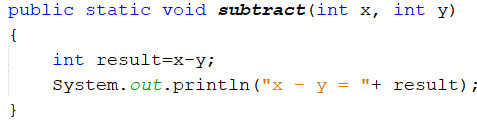 public static void subtract(int x, int y)
{
int result=x-y;
System.out.println("x - y = "+ result);
}